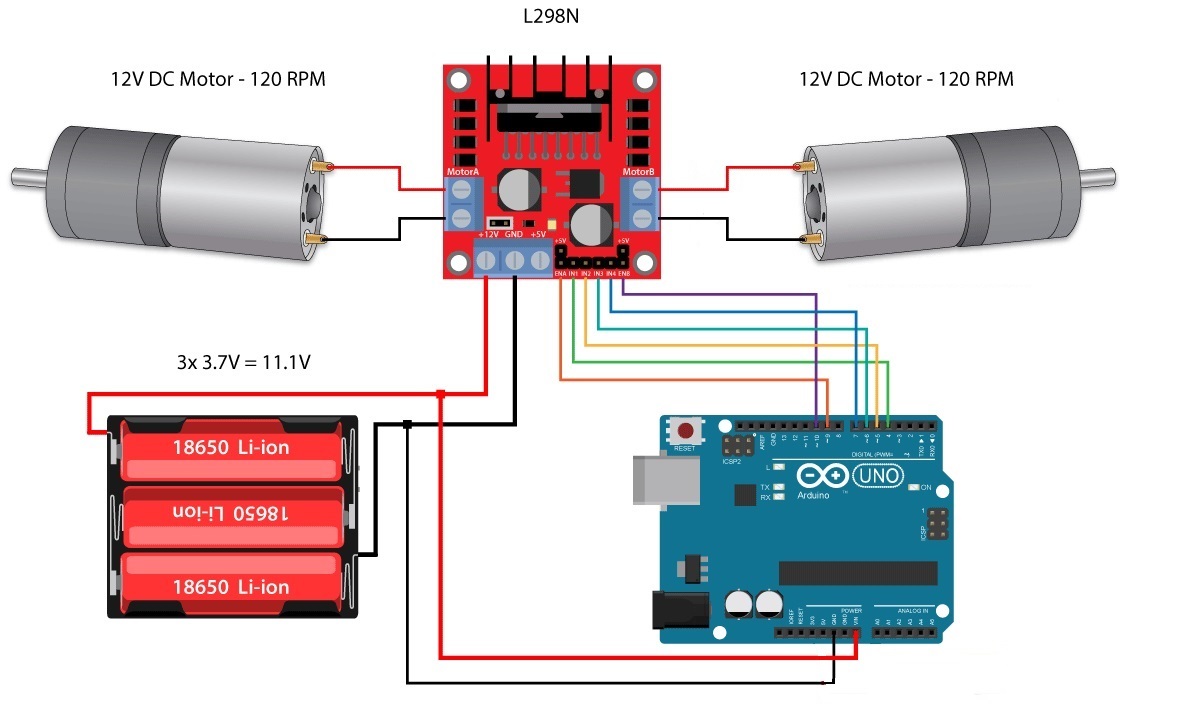 L298N
12V DC Motor - 120 RPM
12V DC Motor - 120 RPM
MotorA
MotorB
+12V GND +5V
+5V
+5V
ENA IN1 IN2 IN3 IN4 ENB
3x 3.7V = 11.1V
18650 Li-ion
18650 Li-ion
18650 Li-ion
RESET
ICSP2
AREF
GND
13
12
~11
~10
~9
8
7
~6
~5
4
~3
2
TX0 ▶ 1
RX0 ◀ 0
DIGITAL (PWM~
L
TX
RX
Arduino
™
UNO
ON
1
ICSP
POWER
ANALOG IN
IOREF
RESET
3V3
5V
GND
GND
VIN
A0
A1
A2
A3
A4
A5